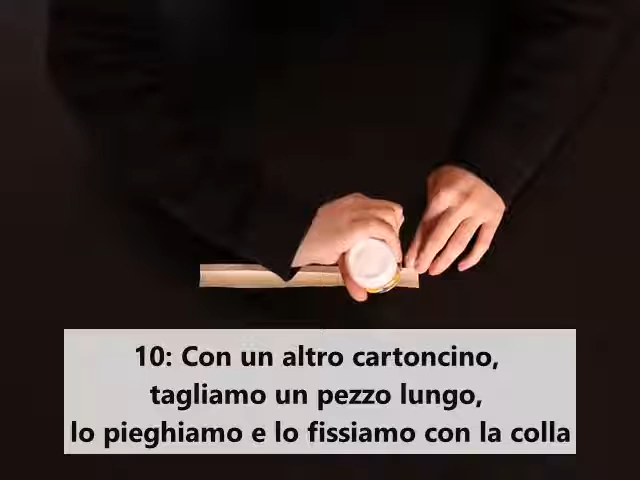 10: Con un altro cartoncino,
tagliamo un pezzo lungo,
lo pieghiamo e lo fissiamo con la colla